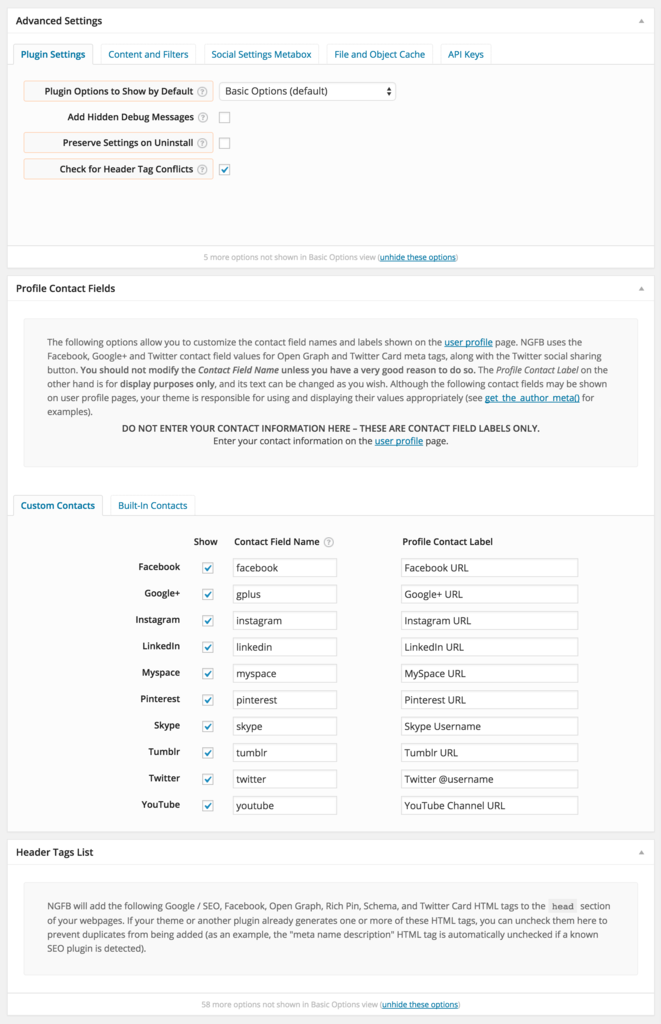 Advanced Settings
Plugin Settings Content and Filters Social Settings Metabox File and Object Cache API Keys
Plugin Options to Show by Default Basic Options (default)
Add Hidden Debug Messages
Preserve Settings on Uninstall
Check for Header Tag Conflicts
5 more options not shown in Basic Options view (unhide these options)
Profile Contact Fields
The following options allow you to customize the contact field names and labels shown on the user profile page. NGFB uses the
Facebook, Google+ and Twitter contact field values for Open Graph and Twitter Card meta tags, along with the Twitter social sharing
button. You should not modify the Contact Field Name unless you have a very good reason to do so. The Profile Contact Label on
the other hand is for display purposes only, and its text can be changed as you wish. Although the following contact fields may be shown
on user profile pages, your theme is responsible for using and displaying their values appropriately (see get_the_author_meta() for
examples).
DO NOT ENTER YOUR CONTACT INFORMATION HERE – THESE ARE CONTACT FIELD LABELS ONLY.
Enter your contact information on the user profile page.
Custom Contacts Built-In Contacts
Show Contact Field Name Profile Contact Label
Facebook facebook Facebook URL
Google+ gplus Google+ URL
Instagram instagram Instagram URL
LinkedIn linkedin LinkedIn URL
Myspace myspace MySpace URL
Pinterest pinterest Pinterest URL
Skype skype Skype Username
Tumblr tumblr Tumblr URL
Twitter twitter Twitter @username
YouTube youtube YouTube Channel URL
Header Tags List
NGFB will add the following Google / SEO, Facebook, Open Graph, Rich Pin, Schema, and Twitter Card HTML tags to the head section
of your webpages. If your theme or another plugin already generates one or more of these HTML tags, you can uncheck them here to
prevent duplicates from being added (as an example, the "meta name description" HTML tag is automatically unchecked if a known
SEO plugin is detected).
58 more options not shown in Basic Options view (unhide these options)